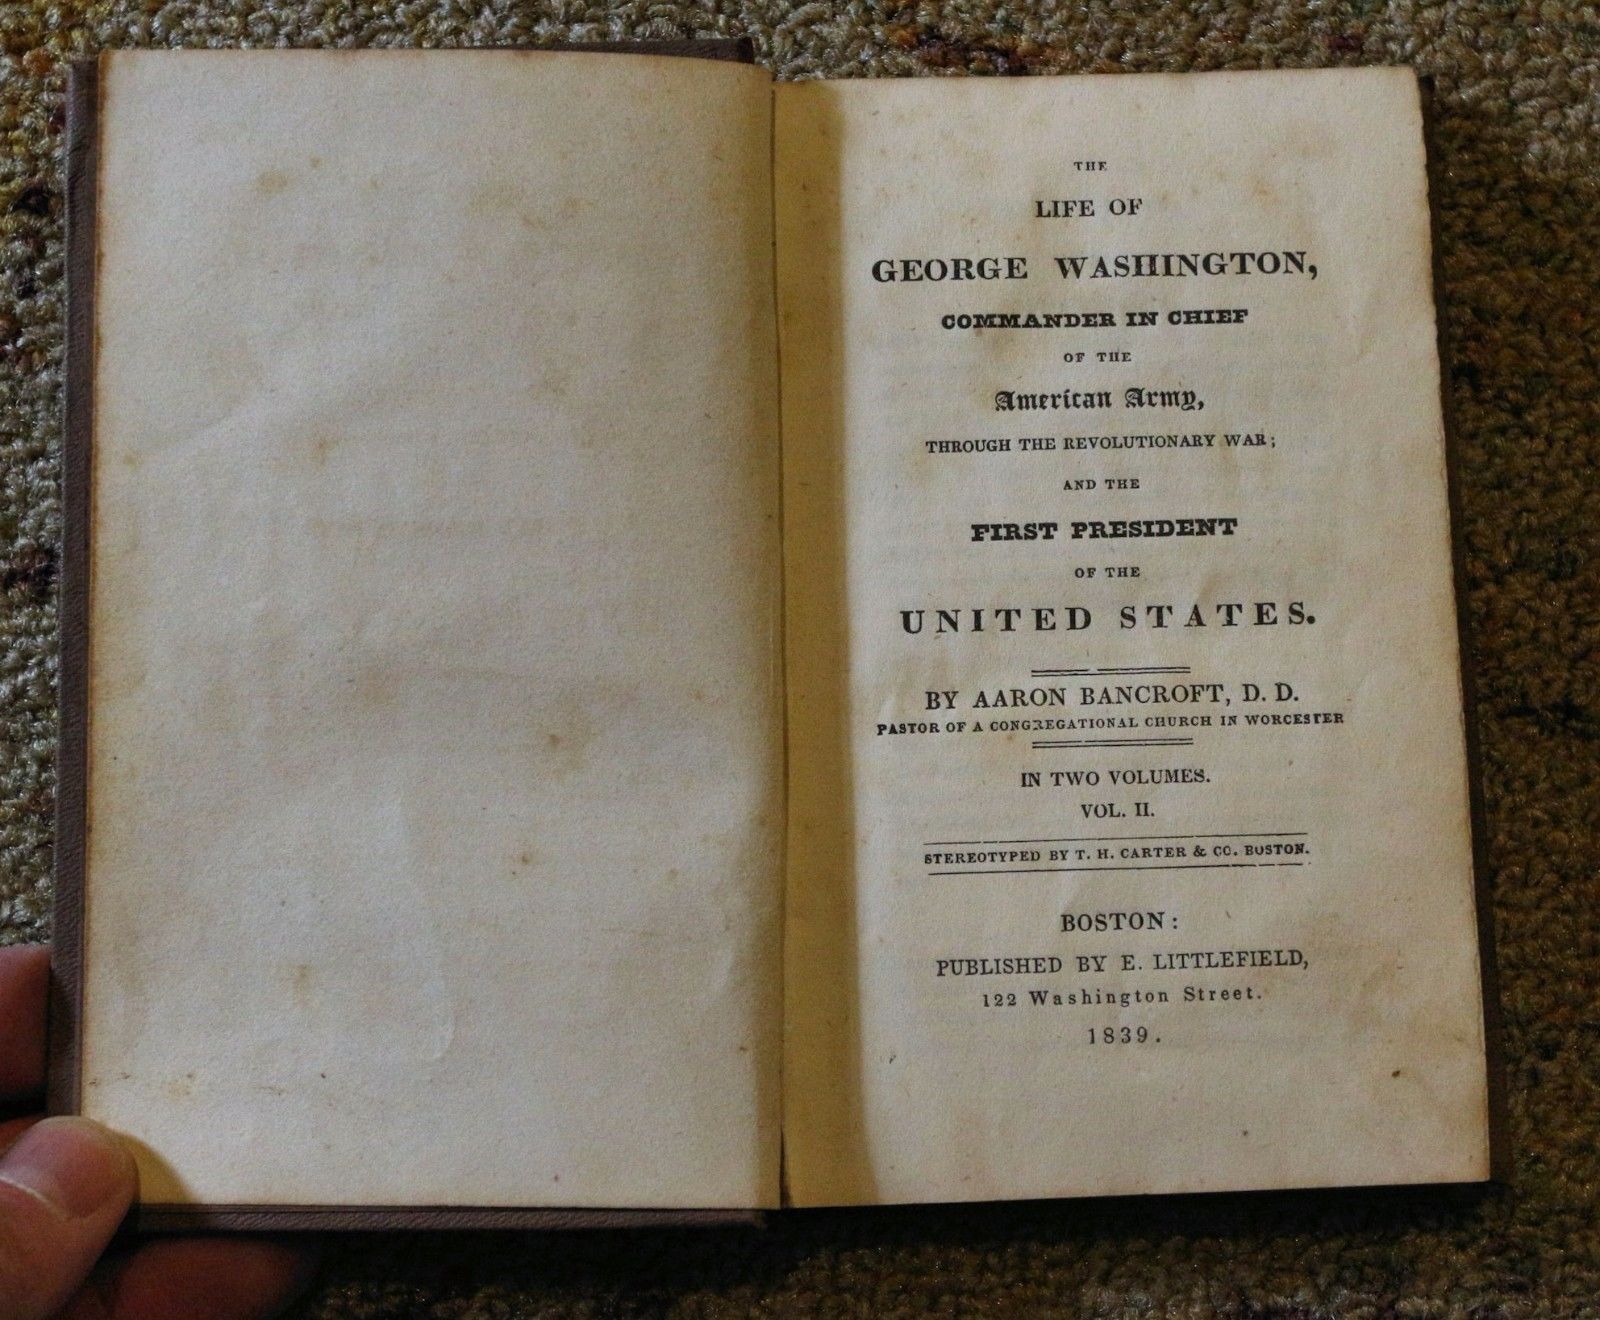 THE
LIFE OF
GEORGE WASHINGTON,
COMMANDER IN CHIEF
OF THE
American Army,
THROUGH THE REVOLUTIONARY WAR;
AND THE
FIRST PRESIDENT
OF THE
UNITED STATES.
BY AARON BANCROFT, D. D.
PASTOR OF A CONGREGATIONAL CHURCH IN WORCESTER
IN TWO VOLUMES.
VOL. II.
STEREOTYPED BY T. H. CARTER & CO. BOSTON.
BOSTON:
PUBLISHED BY E. LITTLEFIELD,
122 Washington Street.
1839.